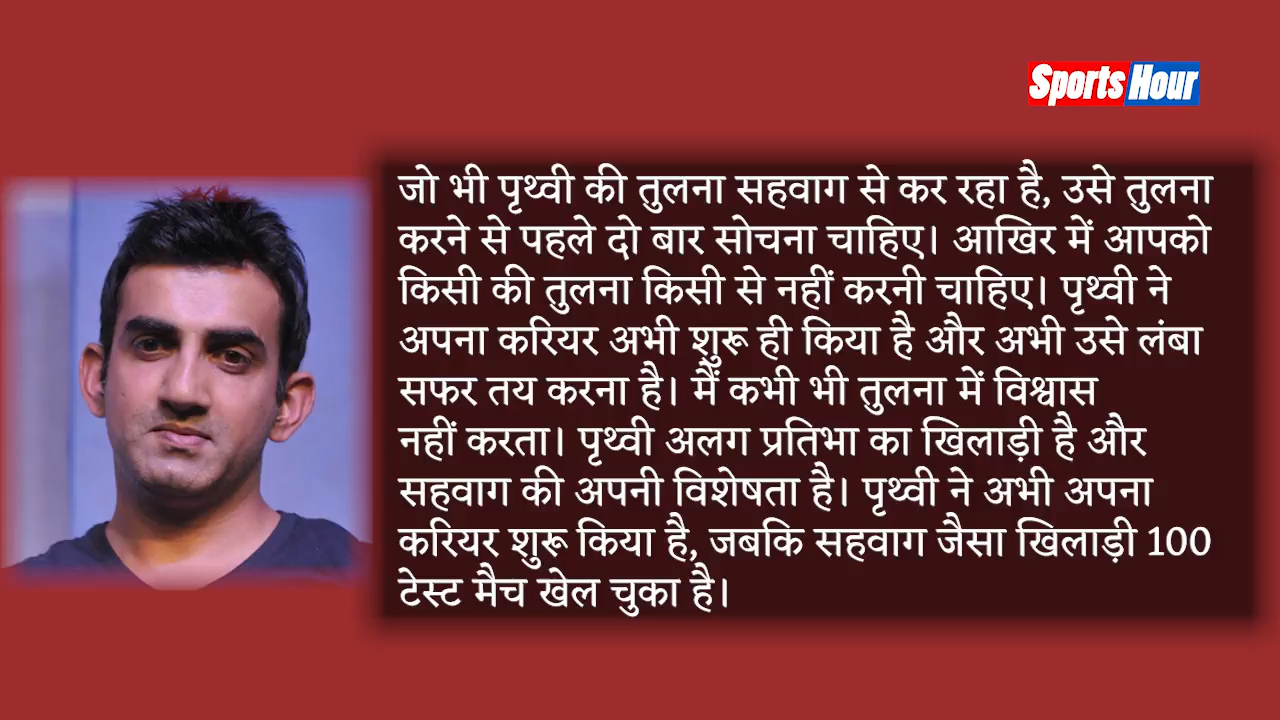 Sports Hour
जो भी पृथ्वी की तुलना सहवाग से कर रहा है, उसे तुलना
करने से पहले दो बार सोचना चाहिए। आखिर में आपको
किसी की तुलना किसी से नहीं करनी चाहिए। पृथ्वी ने
अपना करियर अभी शुरू ही किया है और अभी उसे लंबा
सफर तय करना है। मैं कभी भी तुलना में विश्वास
नहीं करता। पृथ्वी अलग प्रतिभा का खिलाड़ी है और
सहवाग की अपनी विशेषता है। पृथ्वी ने अभी अपना
करियर शुरू किया है, जबकि सहवाग जैसा खिलाड़ी 100
टेस्ट मैच खेल चुका है।